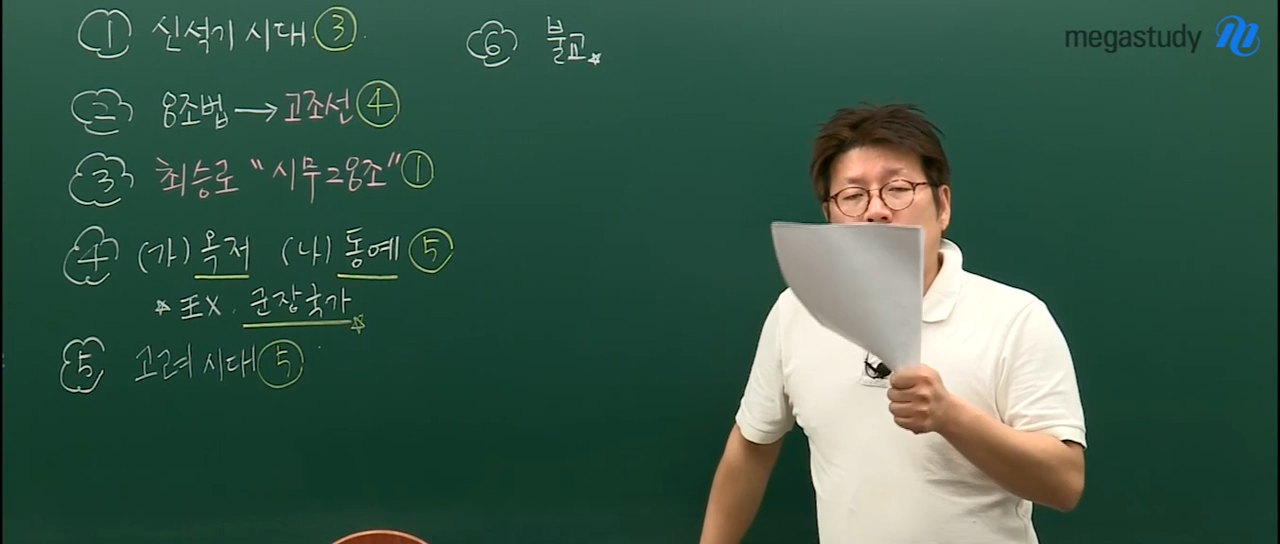 ① 신석기 시대 ③
② 8조법 → 고조선 ④
③ 최승로 "시무28조" ①
④ (가) 옥저 (나) 동예 ⑤
* 王X. 군장국가 ☆
⑤ 고려 시대 ⑤
⑥ 불교 ☆
megastudy